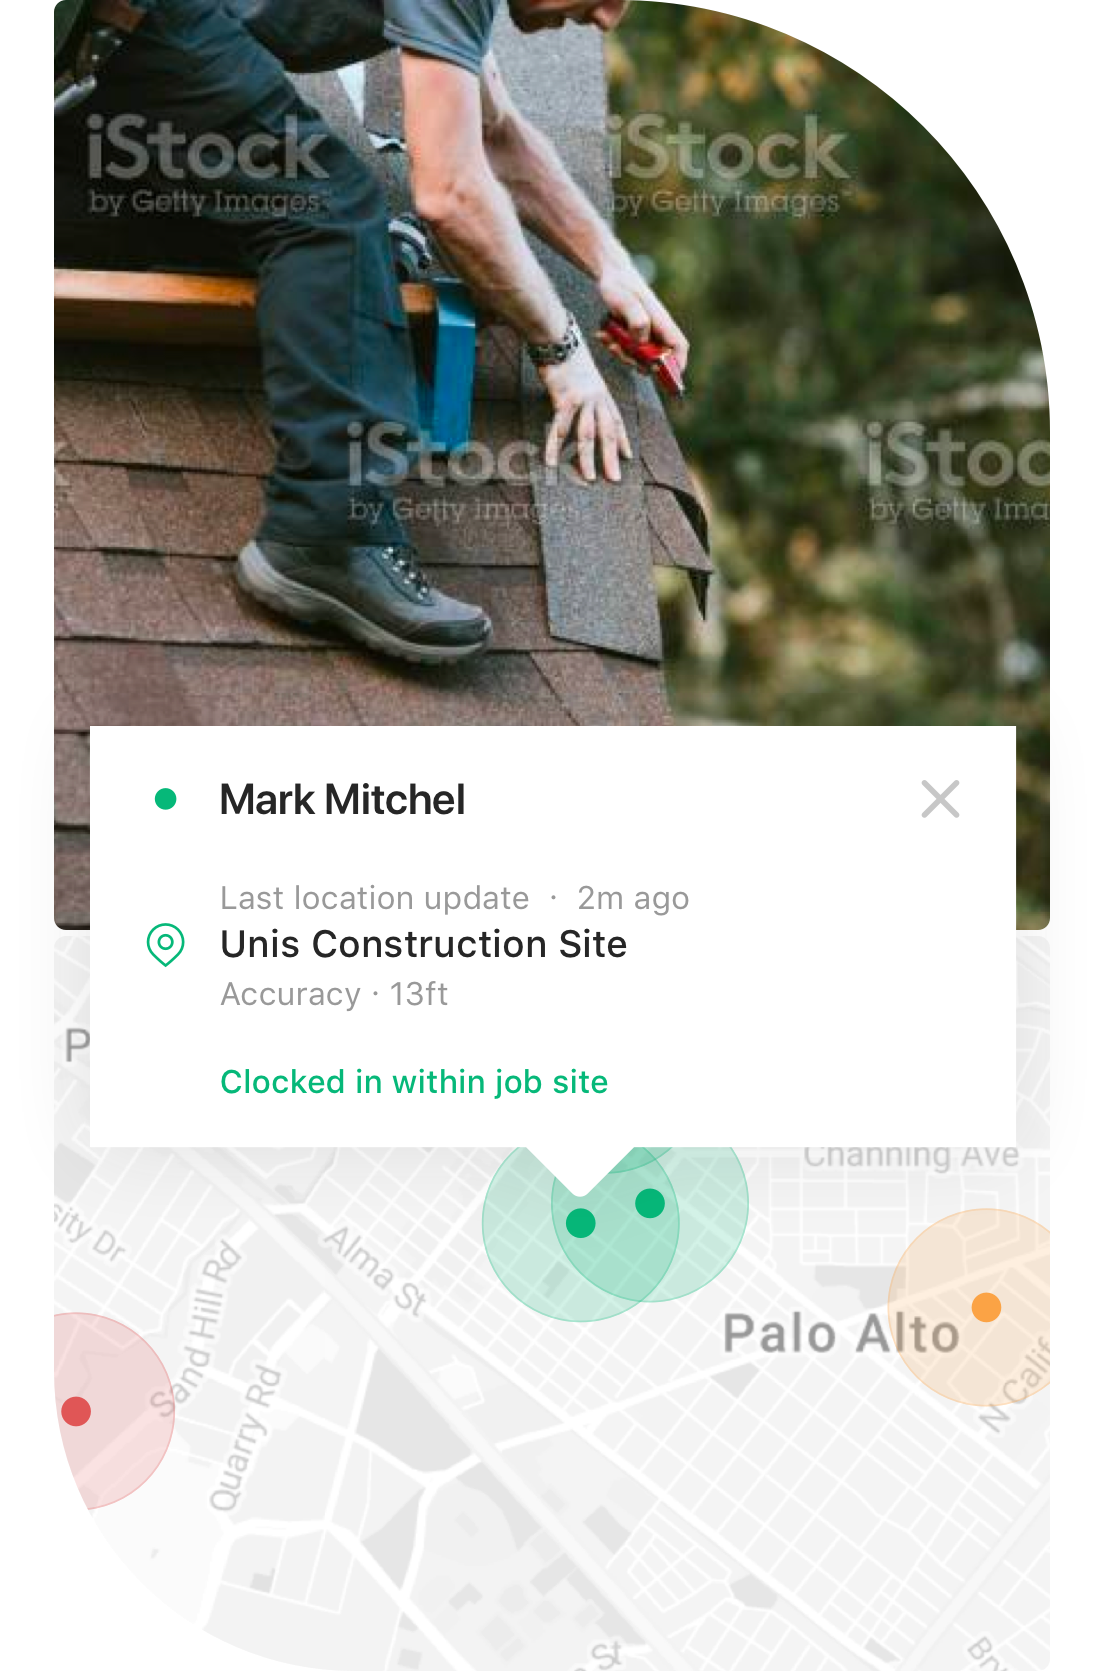 iStock
by Getty Images
iStock
by Getty Images
iStock
by Getty Images
iStoc
by Getty Ima
Mark Mitchel
Last location update · 2m ago
Unis Construction Site
Accuracy · 13ft
Clocked in within job site
P
Channing Ave
sity Dr
Alma St
Sand Hill Rd
Palo Alto
Quarry Rd
N Calif
St
Bry